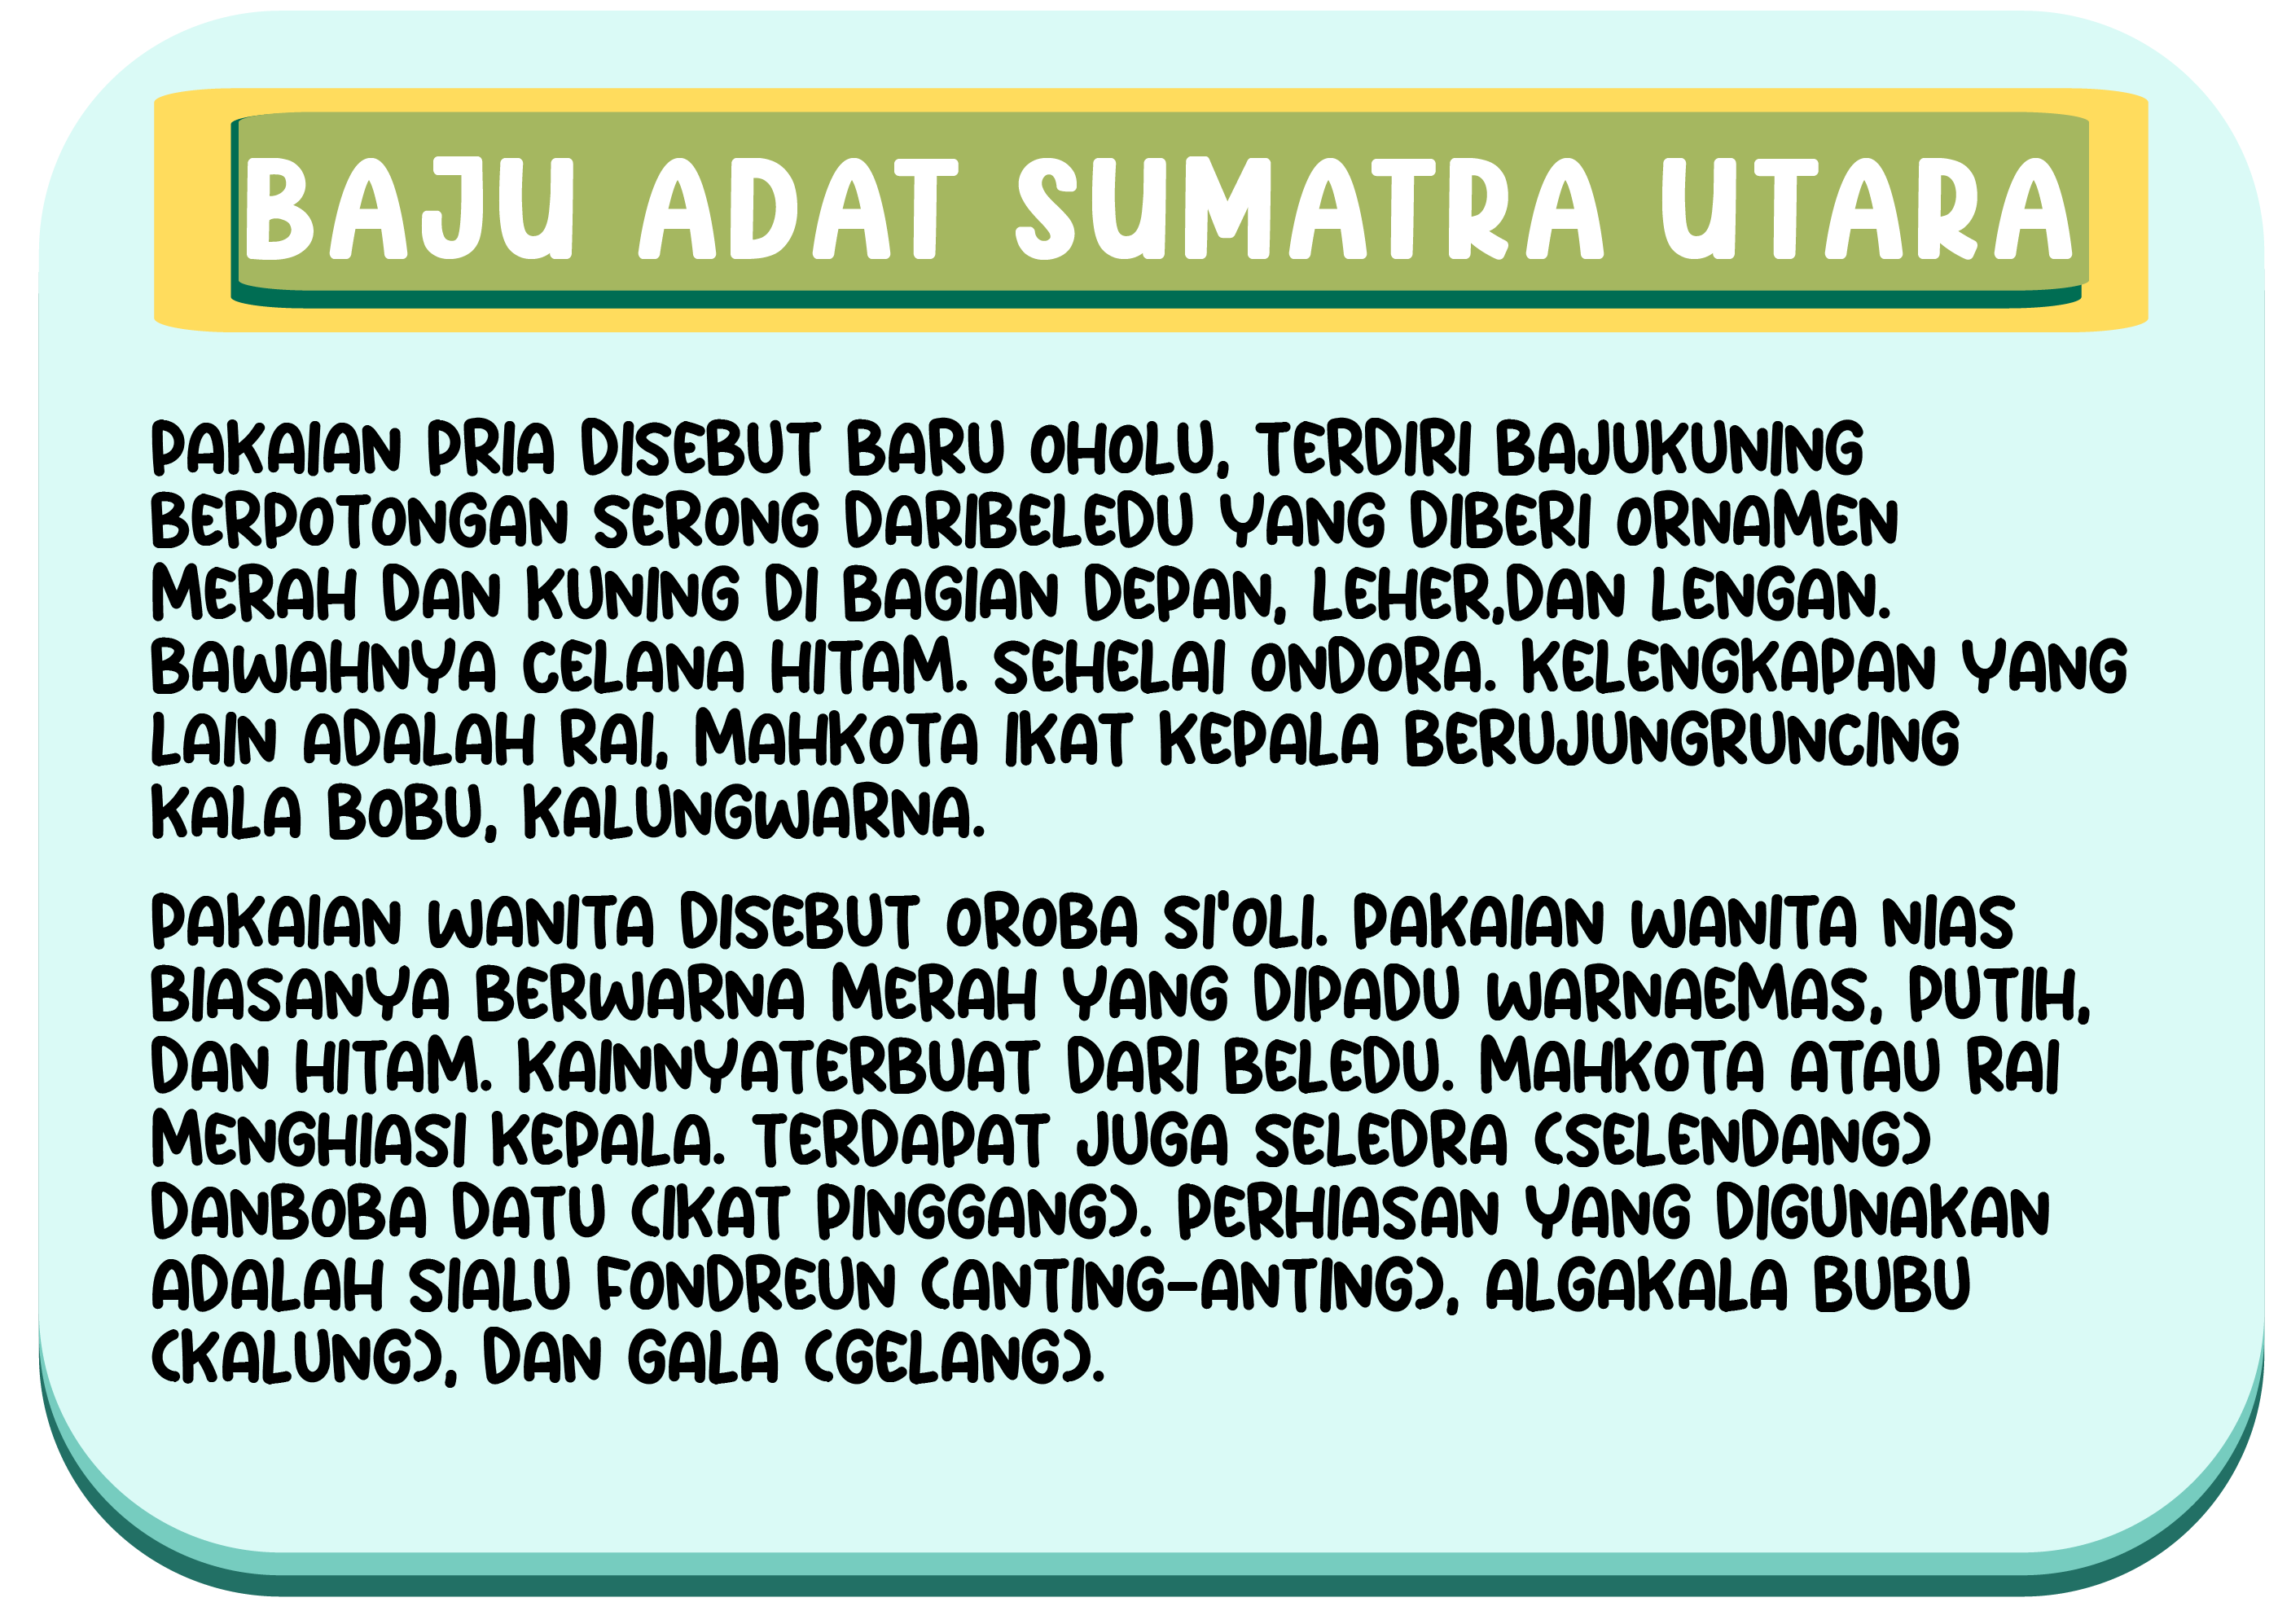 BAJU ADAT SUMATRA UTARA
PAKAIAN PRIA DISEBUT BARU OHOLU, TERDIRI BAJUKUNING
BERPOTONGAN SERONG DARIBELEDU YANG DIBERI ORNAMEN
MERAH DAN KUNING DI BAGIAN DEPAN, LEHER,DAN LENGAN.
BAWAHNYA CELANA HITAM. SEHELAI ONDORA. KELENGKAPAN YANG
LAIN ADALAH RAI, MAHKOTA IKAT KEPALA BERUJUNGRUNCING
KALA BOBU, KALUNGWARNA.
PAKAIAN WANITA DISEBUT OROBA SI'OLI. PAKAIAN WANITA NIAS
BIASANYA BERWARNA MERAH YANG DIPADU WARNAEMAS, PUTIH,
DAN HITAM. KAINNYATERBUAT DARI BELEDU. MAHKOTA ATAU RAI
MENGHIASI KEPALA. TERDAPAT JUGA SELEDRA (SELENDANG)
DANBOBA DATU (IKAT PINGGANG). PERHIASAN YANG DIGUNAKAN
ADALAH SIALU FONDREUN (ANTING-ANTING), ALGAKALA BUBU
(KALUNG), DAN GALA (GELANG).